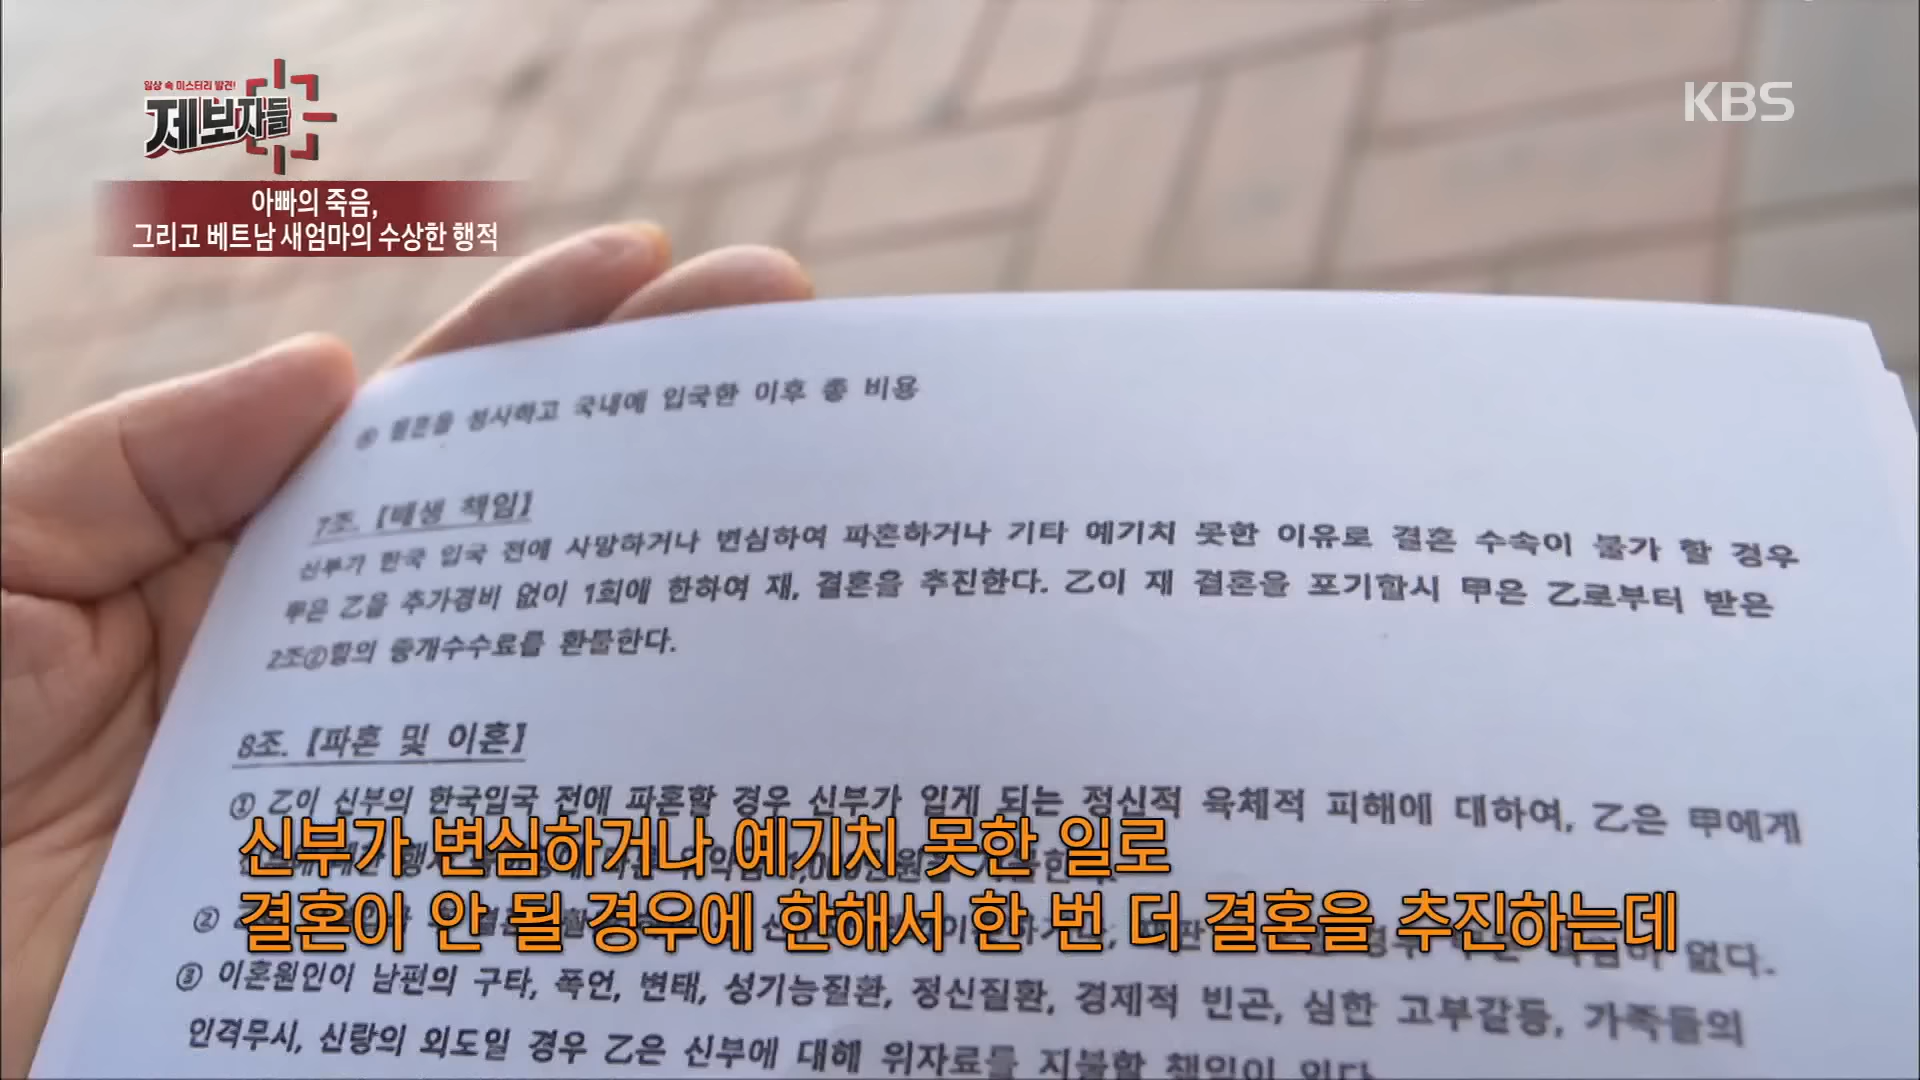 일상 속 미스터리 발견!
제보자들
KBS
아빠의 죽음,
그리고 베트남 새엄마의 수상한 행적
⑥ 결혼을 성사하고 국내에 입국한 이후 총 비용
7조. 【배생 책임】
신부가 한국 입국 전에 사망하거나 변심하여 파혼하거나 기타 예기치 못한 이유로 결혼 수속이 불가 할 경우
甲은 乙을 추가경비 없이 1회에 한하여 재, 결혼을 추진한다. 乙이 재 결혼을 포기할시 甲은 乙로부터 받은
2조②항의 중개수수료를 환불한다.
8조. 【파혼 및 이혼】
① 乙이 신부의 한국입국 전에 파혼할 경우 신부가 입게 되는 정신적 육체적 피해에 대하여, 乙은 甲에게
신부가 변심하거나 예기치 못한 일로
② 없다.
결혼이 안 될 경우에 한해서 한 번 더 결혼을 추진하는데
③ 이혼원인이 남편의 구타, 폭언, 변태, 성기능질환, 정신질환, 경제적 빈곤, 심한 고부갈등, 가족들의
인격무시, 신랑의 외도일 경우 乙은 신부에 대해 위자료를 지불할 책임이 있다.